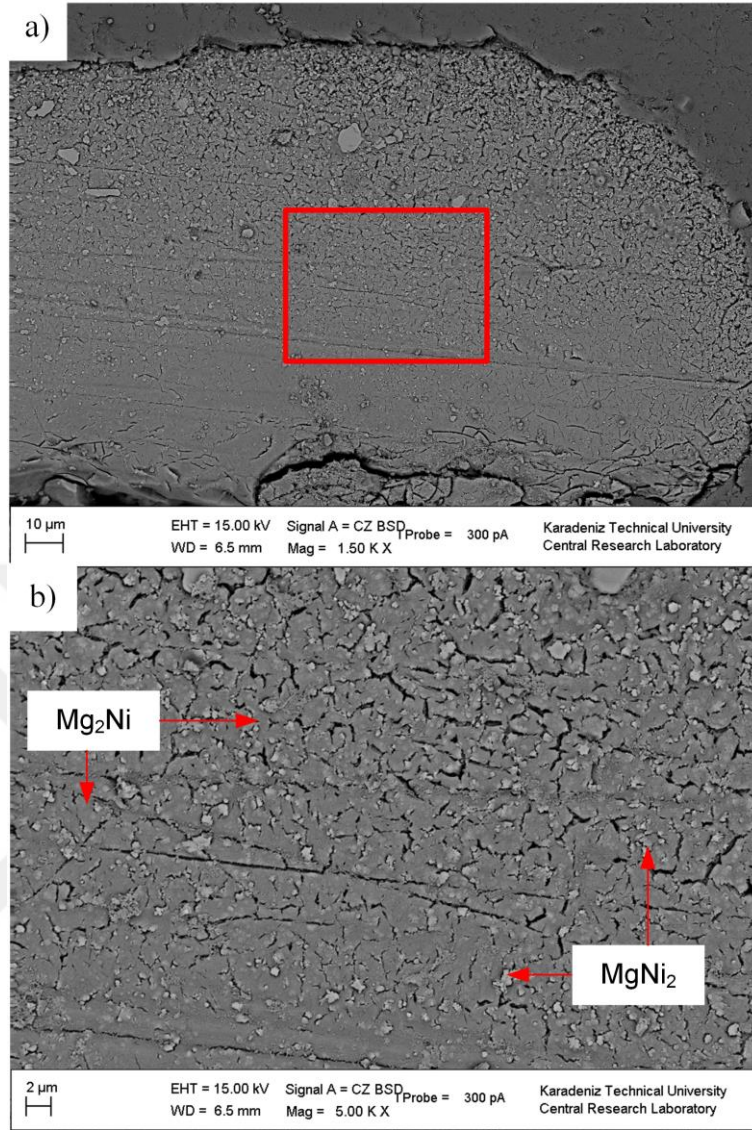 a)
10 µm
EHT = 15.00 kV Signal A = CZ BSD TProbe = 300 pA Karadeniz Technical University
WD = 6.5 mm Mag = 1.50 K X Central Research Laboratory
b)
Mg₂Ni
MgNi₂
2 µm
EHT = 15.00 kV Signal A = CZ BSD TProbe = 300 pA Karadeniz Technical University
WD = 6.5 mm Mag = 5.00 K X Central Research Laboratory